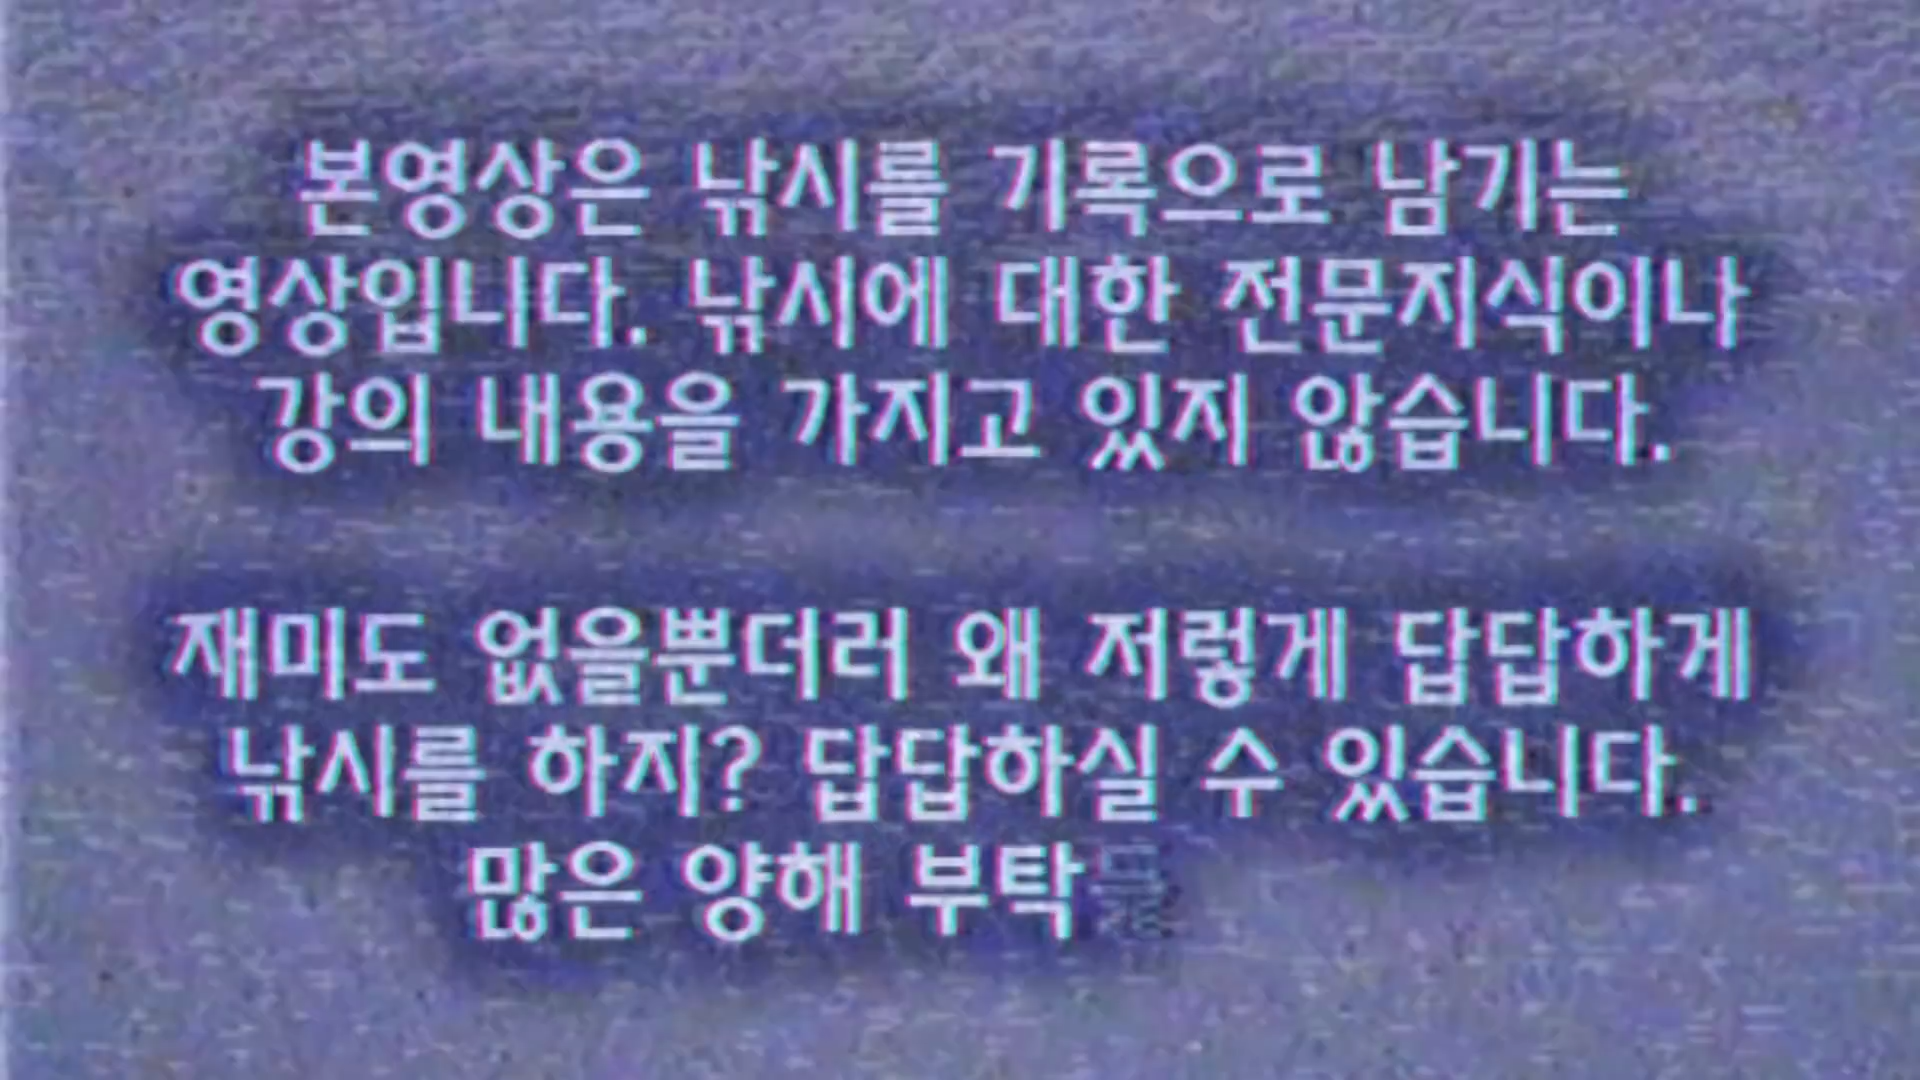 본영상은 낚시를 기록으로 남기는
영상입니다. 낚시에 대한 전문지식이나
강의 내용을 가지고 있지 않습니다.
재미도 없을뿐더러 왜 저렇게 답답하게
낚시를 하지? 답답하실 수 있습니다.
많은 양해 부탁